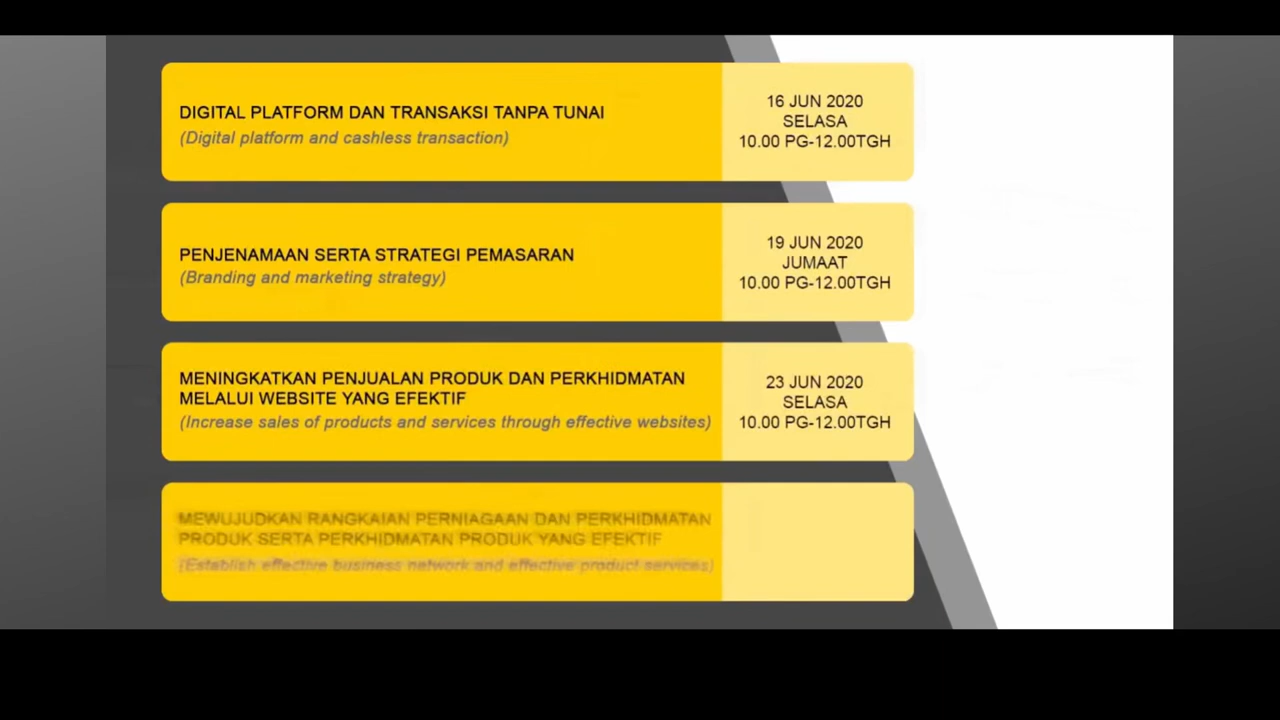 DIGITAL PLATFORM DAN TRANSAKSI TANPA TUNAI
(Digital platform and cashless transaction)
16 JUN 2020
SELASA
10.00 PG-12.00TGH
PENJENAMAAN SERTA STRATEGI PEMASARAN
(Branding and marketing strategy)
19 JUN 2020
JUMAAT
10.00 PG-12.00TGH
MENINGKATKAN PENJUALAN PRODUK DAN PERKHIDMATAN
MELALUI WEBSITE YANG EFEKTIF
(Increase sales of products and services through effective websites)
23 JUN 2020
SELASA
10.00 PG-12.00TGH
MEWUJUDKAN RANGKAIAN PERNIAGAAN DAN PERKHIDMATAN
PRODUK SERTA PERKHIDMATAN PRODUK YANG EFEKTIF
(Establish effective business network and effective product services)